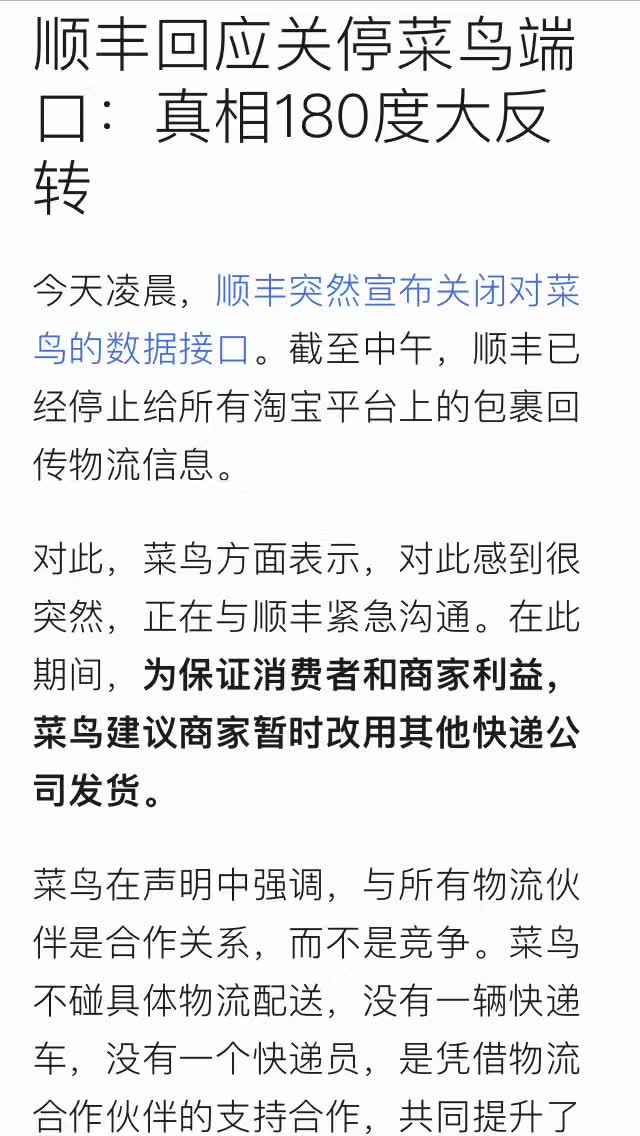 顺丰回应关停菜鸟端
口：真相180度大反
转
今天凌晨，顺丰突然宣布关闭对菜
鸟的数据接口。截至中午，顺丰已
经停止给所有淘宝平台上的包裹回
传物流信息。
对此，菜鸟方面表示，对此感到很
突然，正在与顺丰紧急沟通。在此
期间，为保证消费者和商家利益，
菜鸟建议商家暂时改用其他快递公
司发货。
菜鸟在声明中强调，与所有物流伙
伴是合作关系，而不是竞争。菜鸟
不碰具体物流配送，没有一辆快递
车，没有一个快递员，是凭借物流
合作伙伴的支持合作，共同提升了